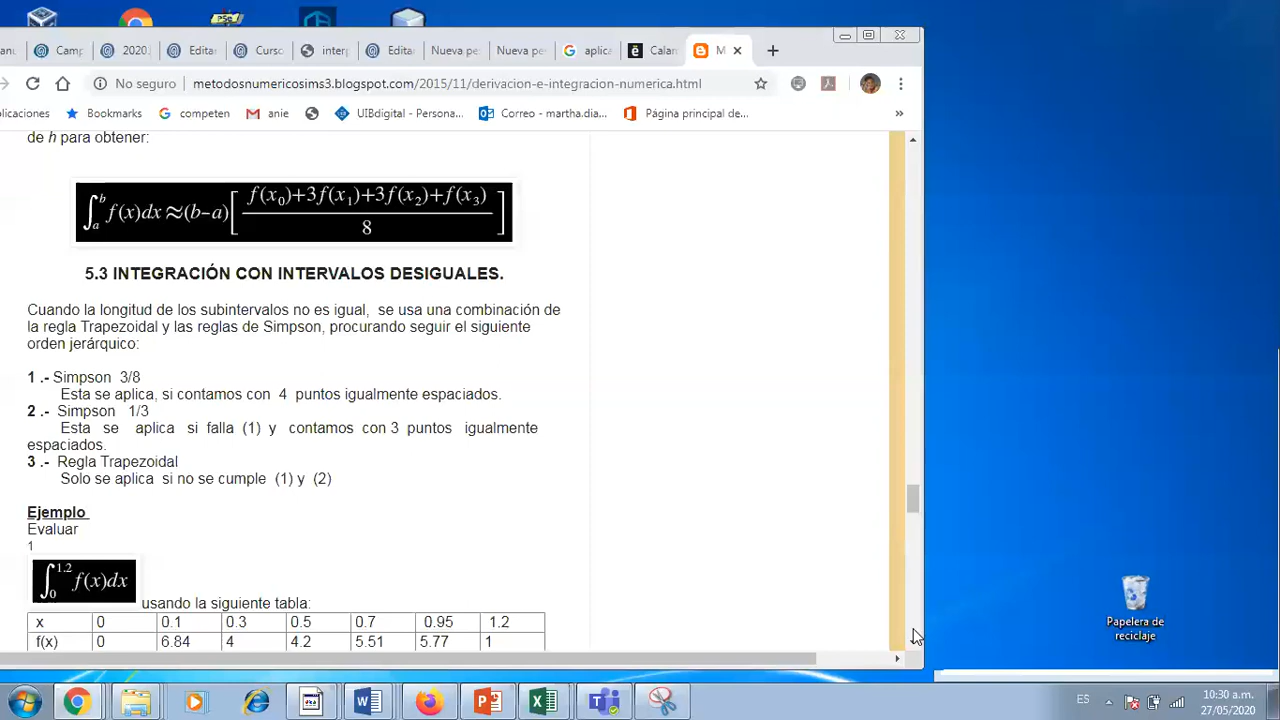 PSe
anu
Camp
2020
Editar
Curso
interp
Editar
Nueva pe
Nueva pe
aplica
Calam
M
No seguro
metodosnumericosims3.blogspot.com/2015/11/derivacion-e-integracion-numerica.html
licaciones
Bookmarks
competen
anie
UIBdigital - Persona...
Correo - martha.dia...
Página principal de...
»
de h para obtener:
∫_a^b f(x)dx≈(b−a)[ f(x₀)+3f(x₁)+3f(x₂)+f(x₃) / 8 ]
5.3 INTEGRACIÓN CON INTERVALOS DESIGUALES.
Cuando la longitud de los subintervalos no es igual, se usa una combinación de
la regla Trapezoidal y las reglas de Simpson, procurando seguir el siguiente
orden jerárquico:
1 .- Simpson 3/8
Esta se aplica, si contamos con 4 puntos igualmente espaciados.
2 .- Simpson 1/3
Esta se aplica si falla (1) y contamos con 3 puntos igualmente
espaciados.
3 .- Regla Trapezoidal
Solo se aplica si no se cumple (1) y (2)
Ejemplo
Evaluar
1
∫_0^1.2 f(x)dx
usando la siguiente tabla:
x 0 0.1 0.3 0.5 0.7 0.95 1.2
f(x) 0 6.84 4 4.2 5.51 5.77 1
Papelera de
reciclaje
ES
10:30 a.m.
27/05/2020